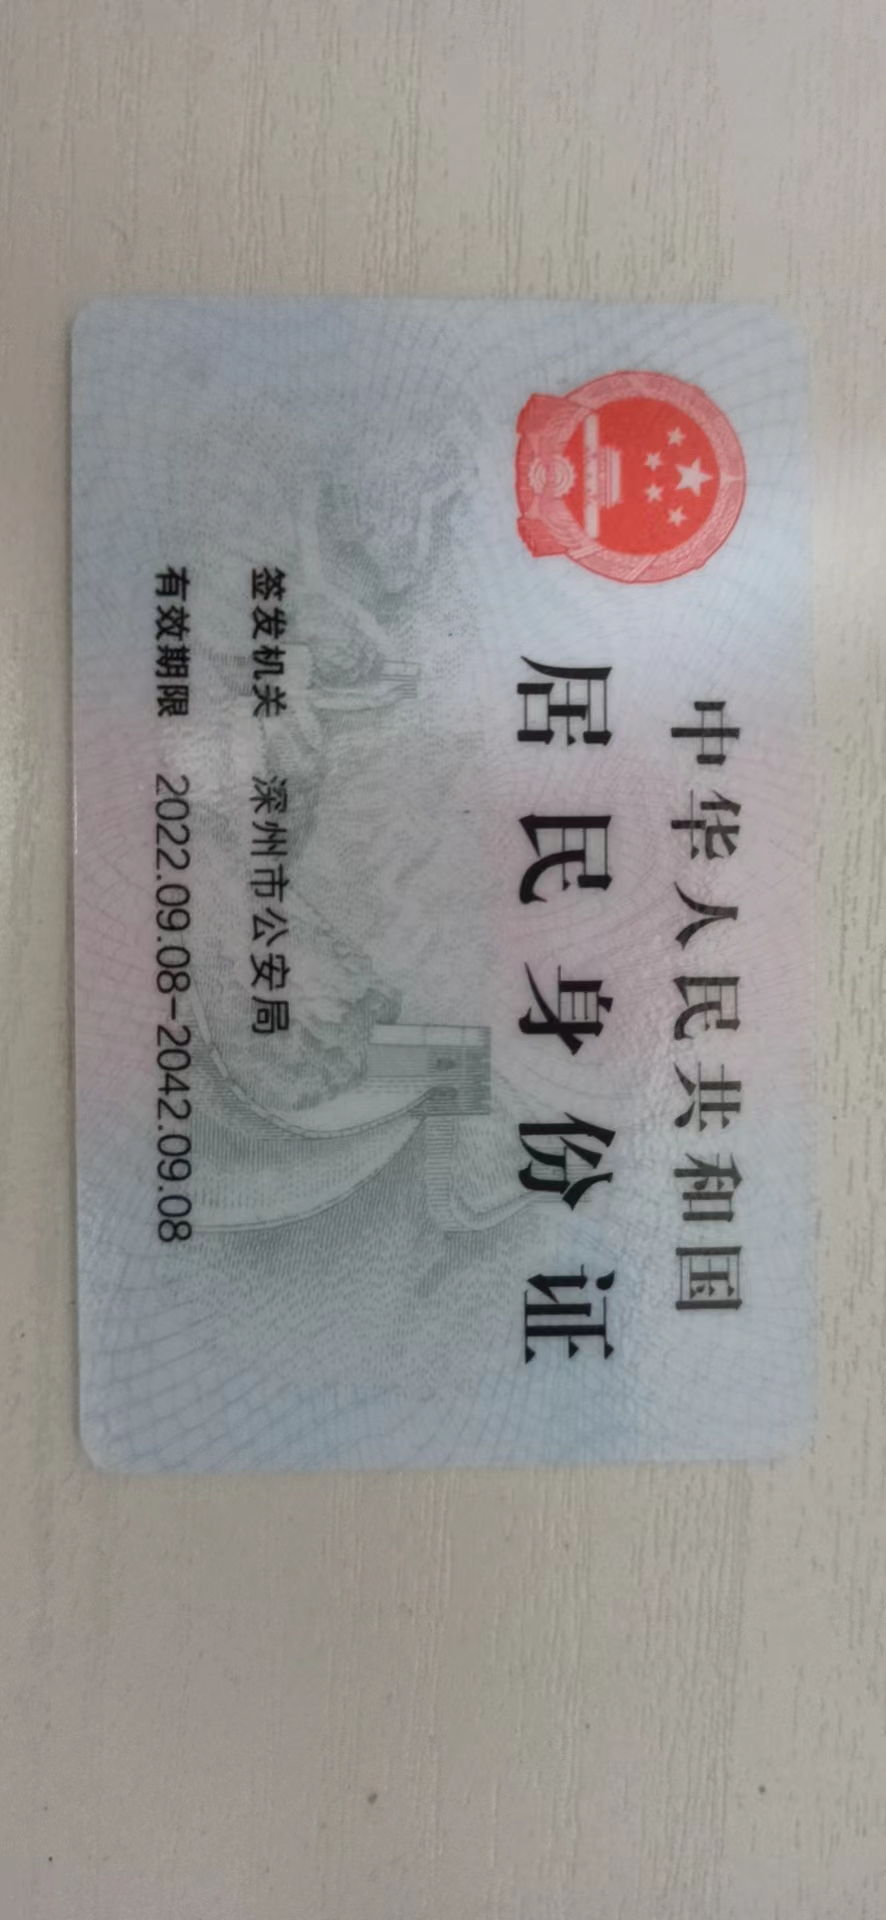 中华人民共和国
居民身份证
签发机关 深州市公安局
有效期限 2022.09.08-2042.09.08